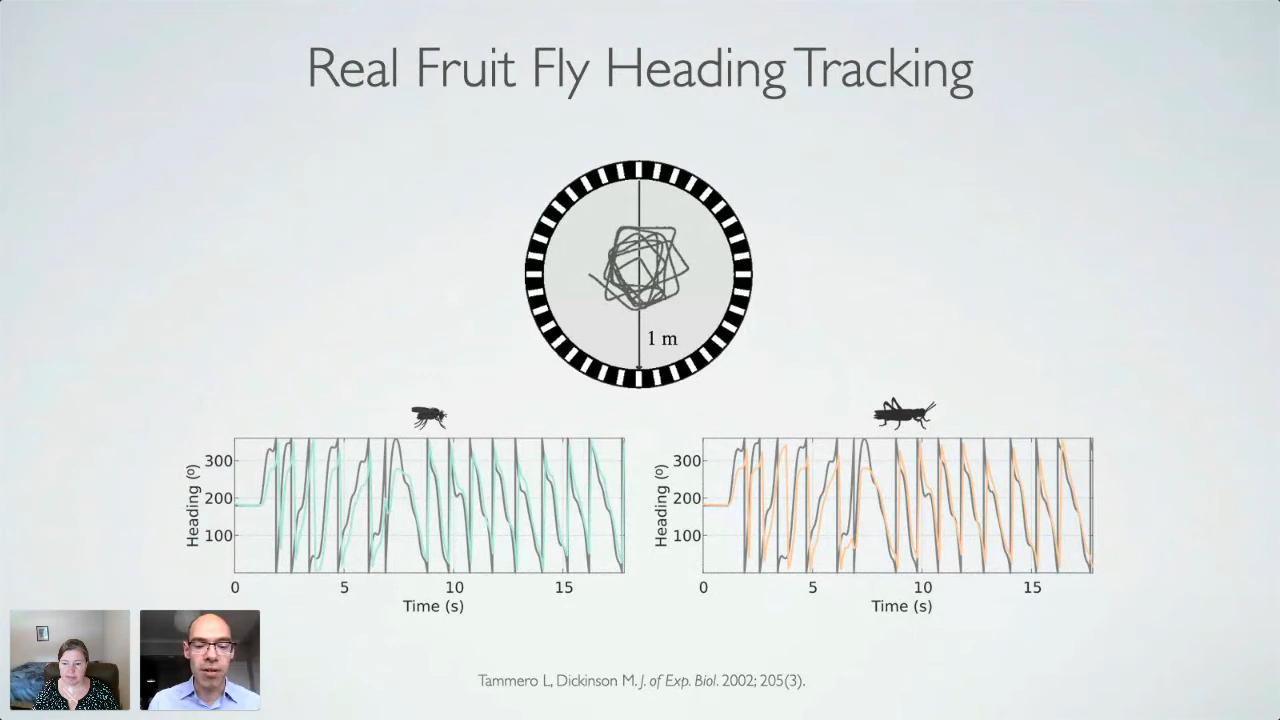 Real Fruit Fly Heading Tracking
1 m
Heading (º)
300
200
100
0 5 10 15
Time (s)
Heading (º)
300
200
100
0 5 10 15
Time (s)
Tammero L, Dickinson M. J. of Exp. Biol. 2002; 205(3).